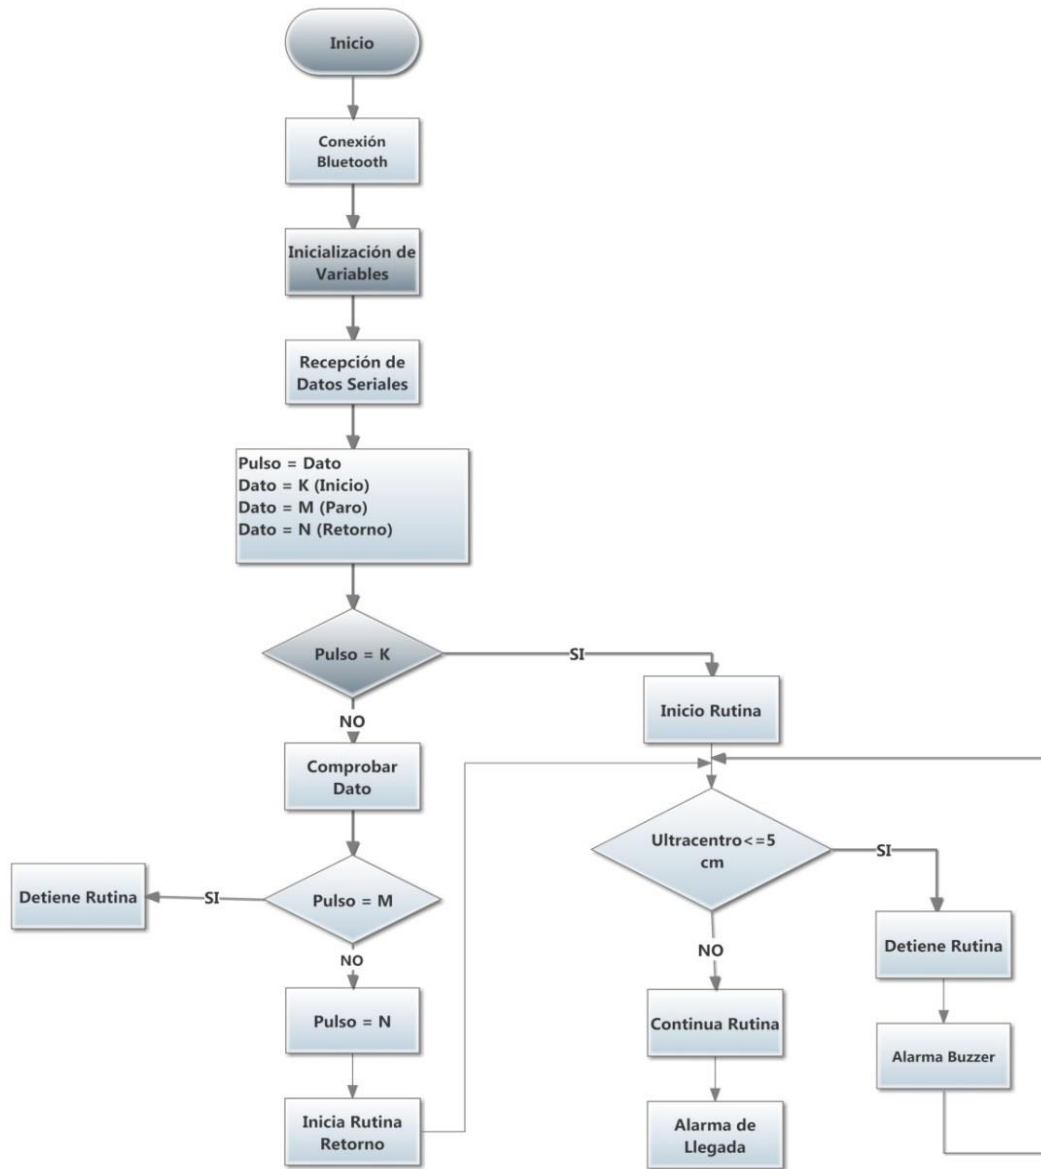 Inicio
Conexión
Bluetooth
Inicialización de
Variables
Recepción de
Datos Seriales
Pulso = Dato
Dato = K (Inicio)
Dato = M (Paro)
Dato = N (Retorno)
Pulso = K
SI
NO
Inicio Rutina
Comprobar
Dato
Ultracentro<=5
cm
SI
NO
Pulso = M
SI
NO
Detiene Rutina
Detiene Rutina
Pulso = N
Continua Rutina
Alarma Buzzer
Inicia Rutina
Retorno
Alarma de
Llegada